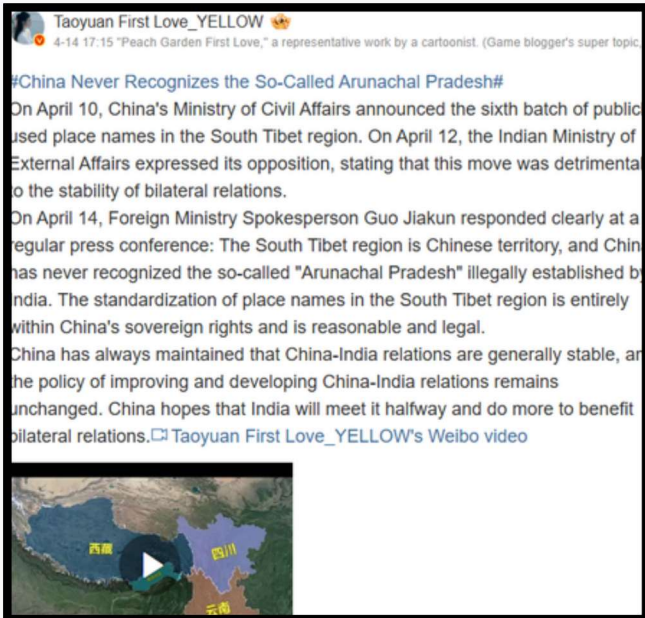 Taoyuan First Love_YELLOW
4-14 17:15 "Peach Garden First Love," a representative work by a cartoonist. (Game blogger's super topic,
#China Never Recognizes the So-Called Arunachal Pradesh#
On April 10, China's Ministry of Civil Affairs announced the sixth batch of public
used place names in the South Tibet region. On April 12, the Indian Ministry of
External Affairs expressed its opposition, stating that this move was detrimental
to the stability of bilateral relations.
On April 14, Foreign Ministry Spokesperson Guo Jiakun responded clearly at a
regular press conference: The South Tibet region is Chinese territory, and Chin
has never recognized the so-called "Arunachal Pradesh" illegally established by
India. The standardization of place names in the South Tibet region is entirely
within China's sovereign rights and is reasonable and legal.
China has always maintained that China-India relations are generally stable, an
the policy of improving and developing China-India relations remains
unchanged. China hopes that India will meet it halfway and do more to benefit
bilateral relations. Taoyuan First Love_YELLOW's Weibo video
西藏
四川
云南